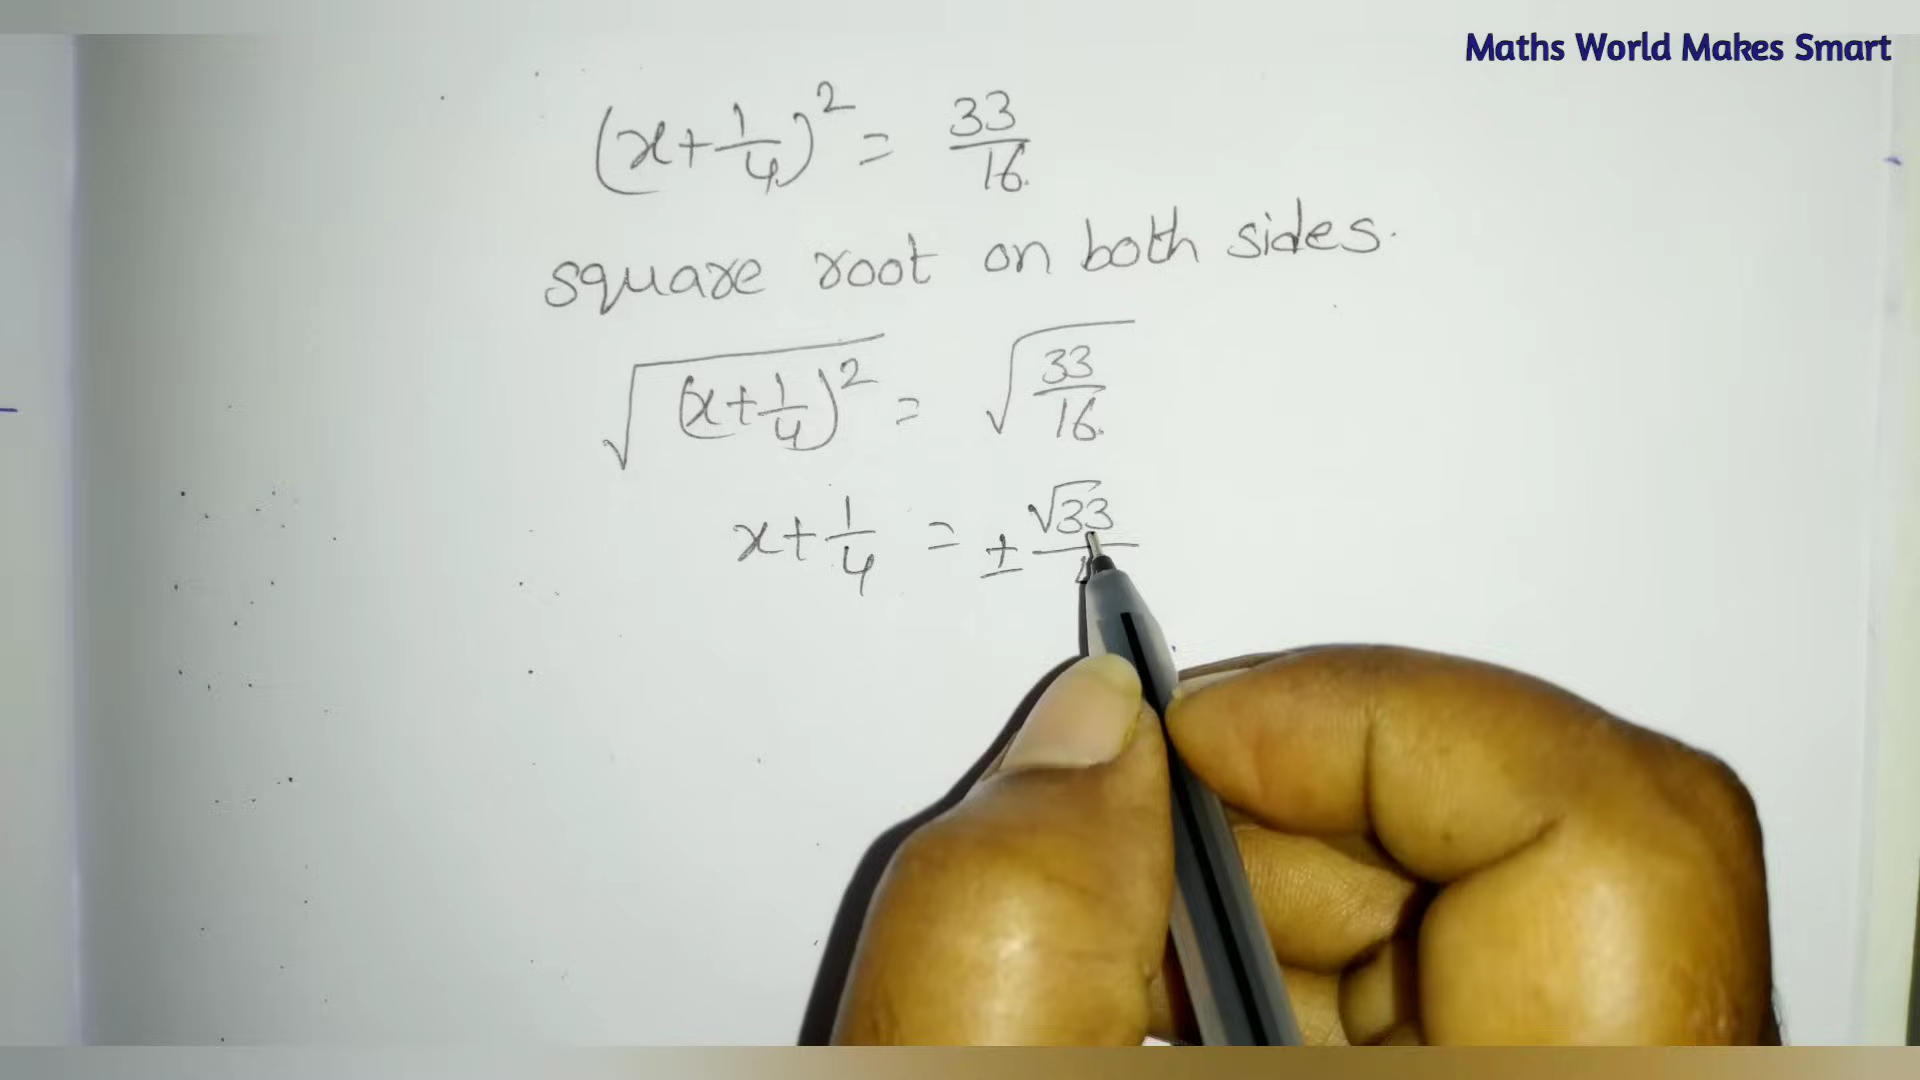 Maths World Makes Smart
(x+1/4)² = 33/16.
square root on both sides.
√(x+1/4)² = √33/16.
x+1/4 = ±√33/4